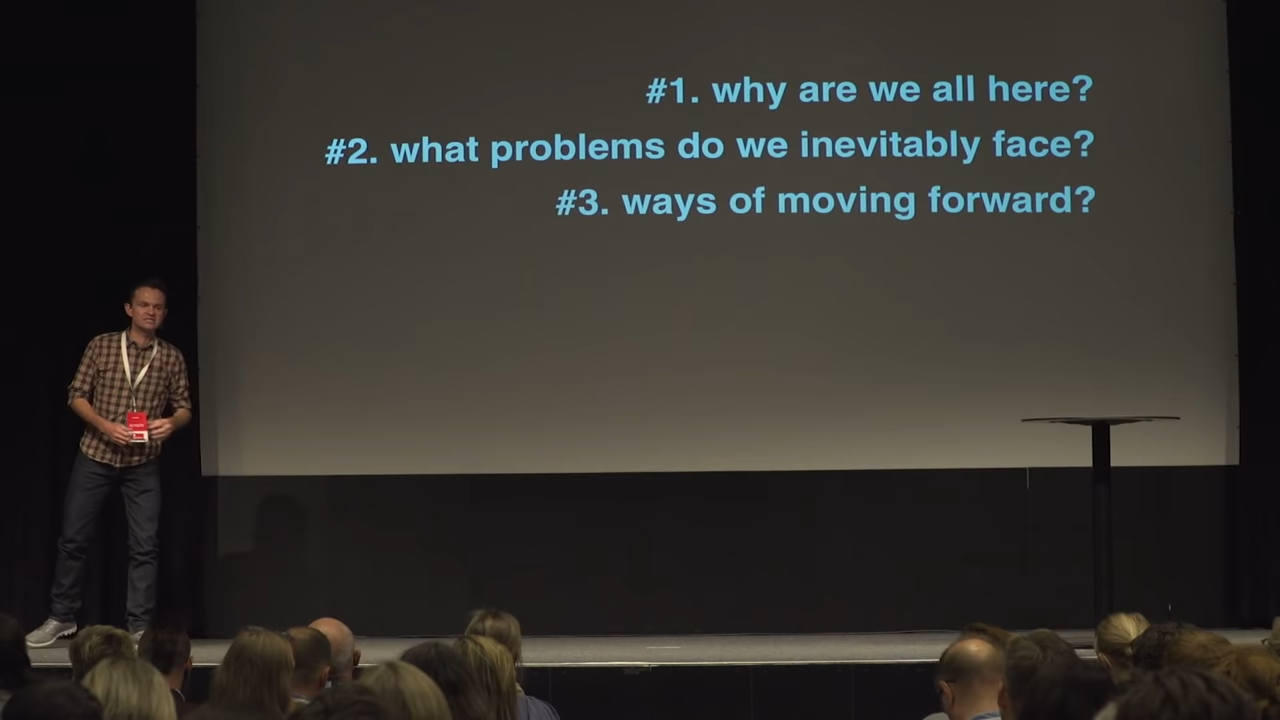 #1. why are we all here?
#2. what problems do we inevitably face?
#3. ways of moving forward?